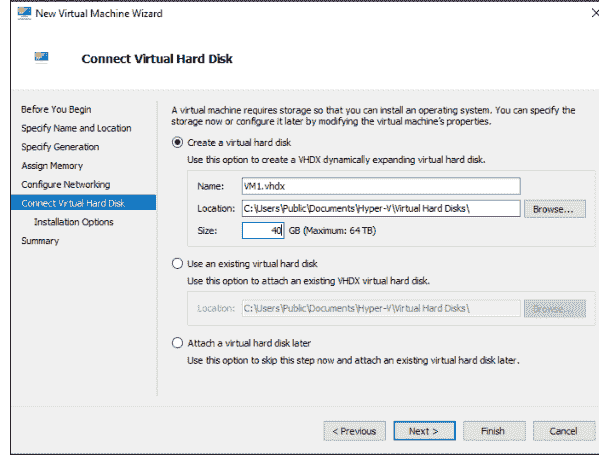 New Virtual Machine Wizard
Connect Virtual Hard Disk
Before You Begin
Specify Name and Location
Specify Generation
Assign Memory
Configure Networking
Connect Virtual Hard Disk
Installation Options
Summary
A virtual machine requires storage so that you can install an operating system. You can specify the
storage now or configure it later by modifying the virtual machine's properties.
Create a virtual hard disk
Use this option to create a VHDX dynamically expanding virtual hard disk.
Name: VM1.vhdx
Location: C:\Users\Public\Documents\Hyper-V\Virtual Hard Disks\ Browse...
Size: 40 GB (Maximum: 64 TB)
Use an existing virtual hard disk
Use this option to attach an existing VHDX virtual hard disk.
Location: C:\Users\Public\Documents\Hyper-V\Virtual Hard Disks\ Browse...
Attach a virtual hard disk later
Use this option to skip this step now and attach an existing virtual hard disk later.
< Previous Next > Finish Cancel